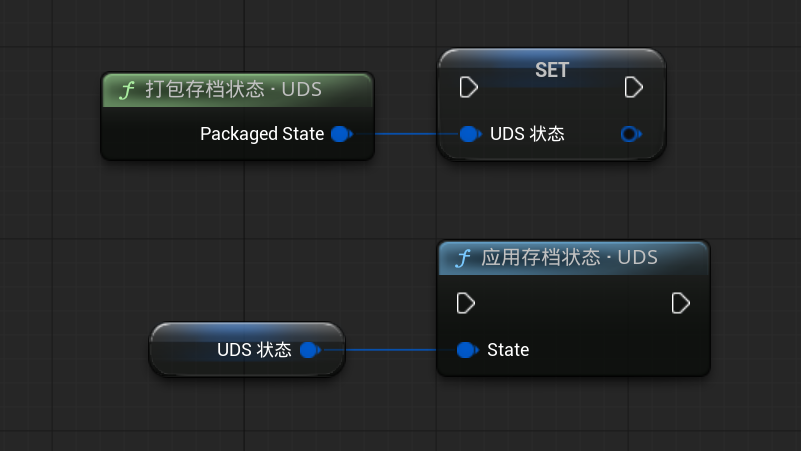 打包存档状态 · UDS
Packaged State
SET
UDS 状态
应用存档状态 · UDS
UDS 状态
State